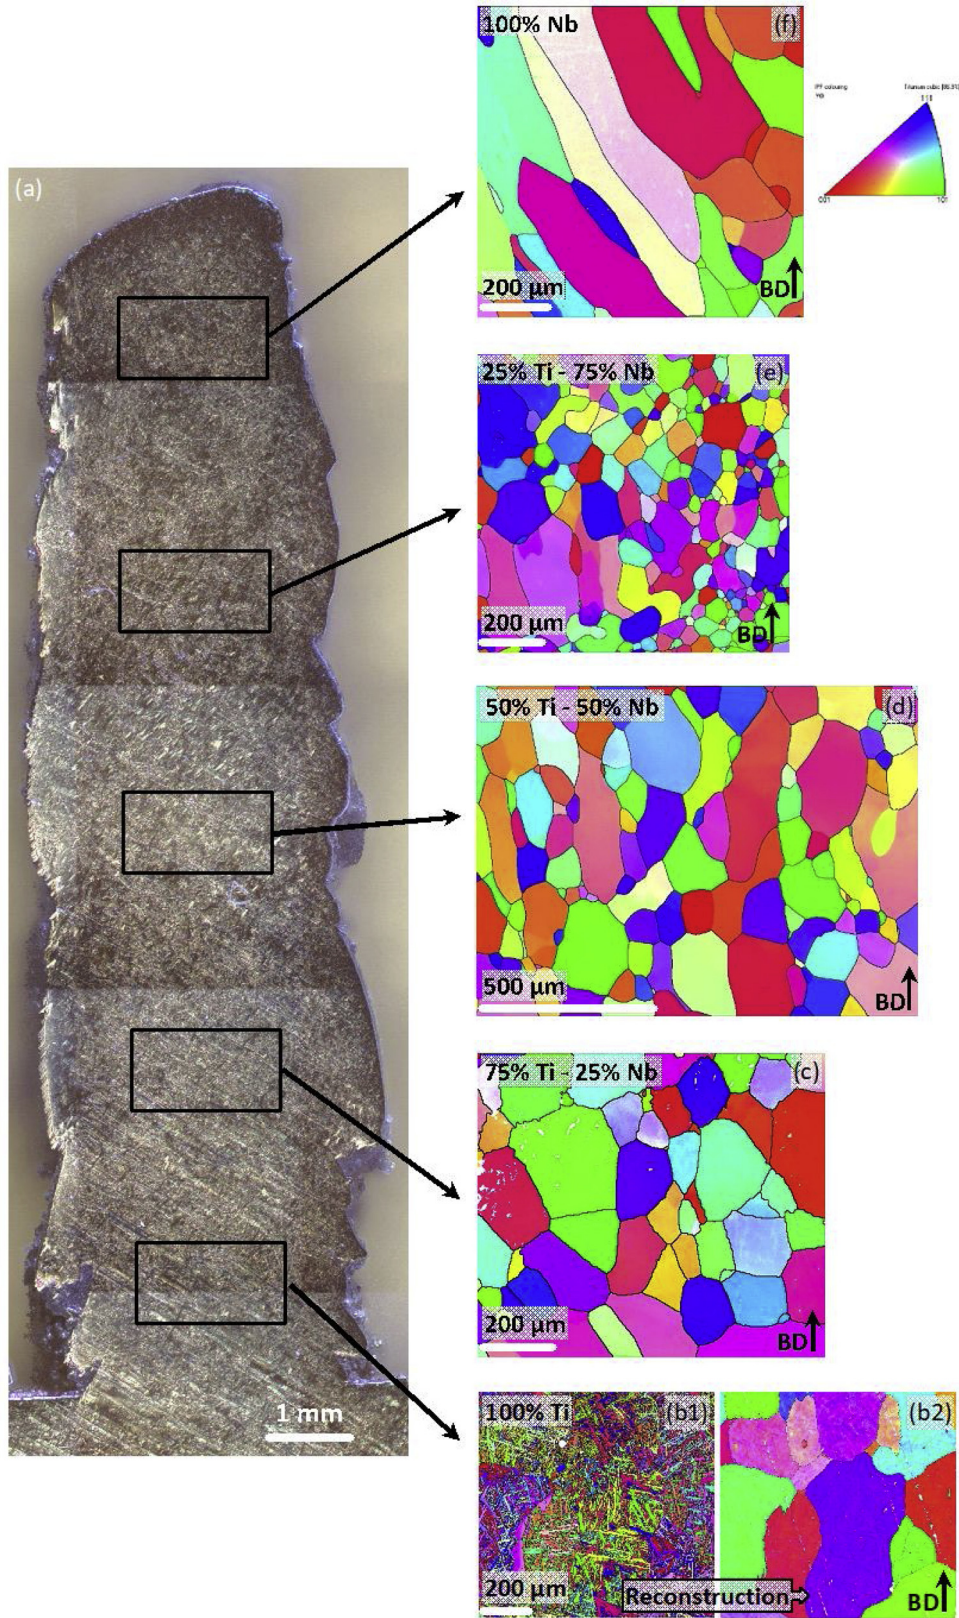 100% Nb
(f)
IPF colouring
111
001
101
200 µm
BD
(a)
25% Ti - 75% Nb
(e)
200 µm
BD
50% Ti - 50% Nb
(d)
500 µm
BD
75% Ti - 25% Nb
(c)
200 µm
BD
1 mm
100% Ti
(b1)
(b2)
200 µm
Reconstruction
BD